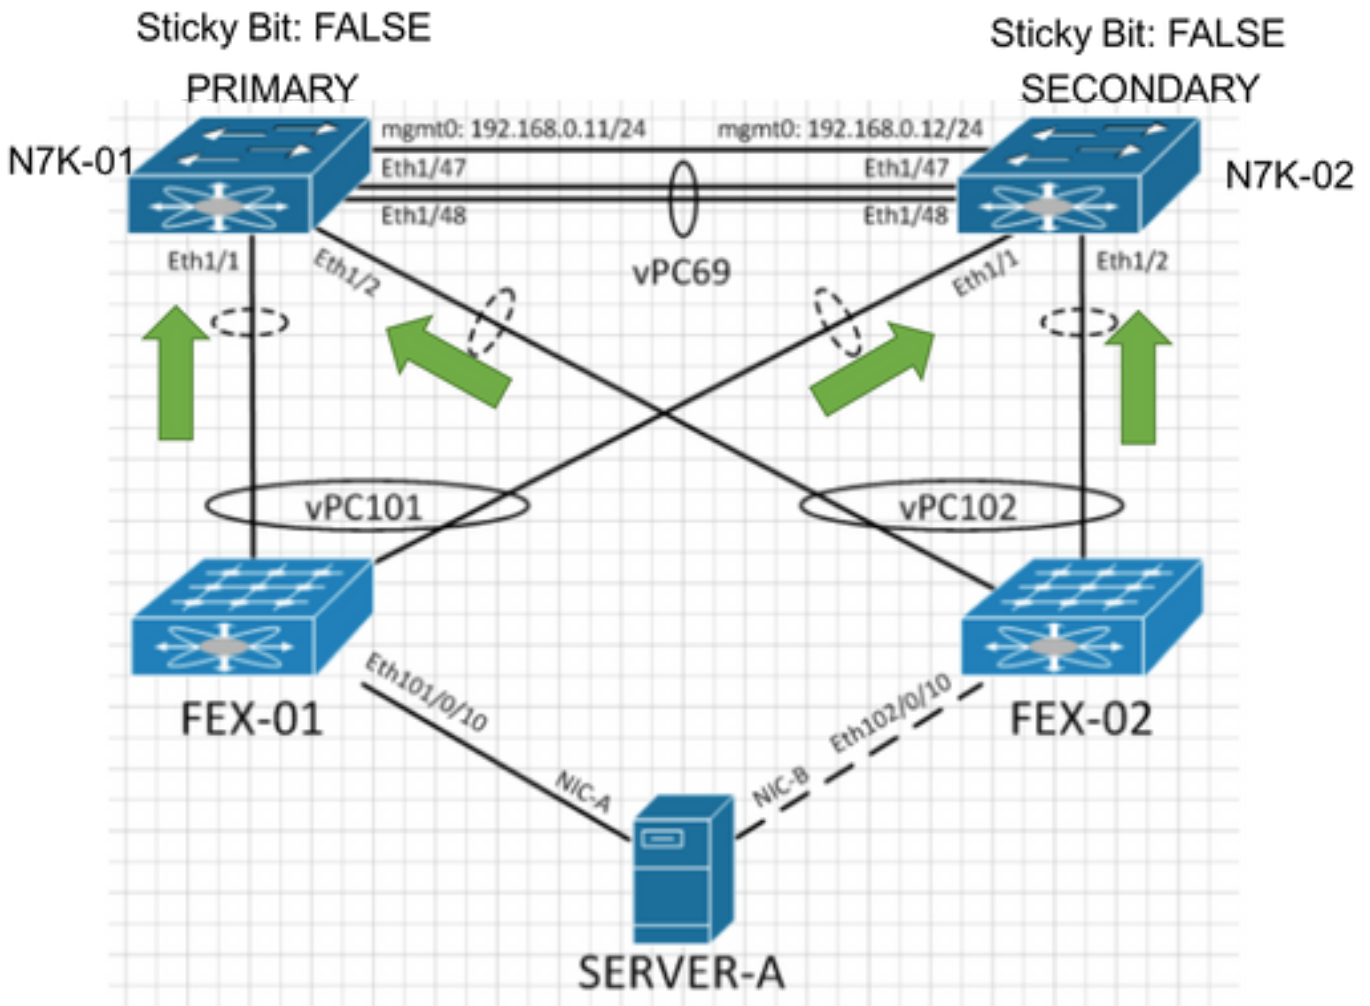 Sticky Bit: FALSE
Sticky Bit: FALSE
PRIMARY
SECONDARY
mgmt0: 192.168.0.11/24
mgmt0: 192.168.0.12/24
N7K-01
Eth1/47
Eth1/47
N7K-02
Eth1/48
Eth1/48
Eth1/1
Eth1/2
vPC69
Eth1/1
Eth1/2
vPC101
vPC102
Eth101/0/10
Eth102/0/10
FEX-01
FEX-02
NIC-A
NIC-B
SERVER-A